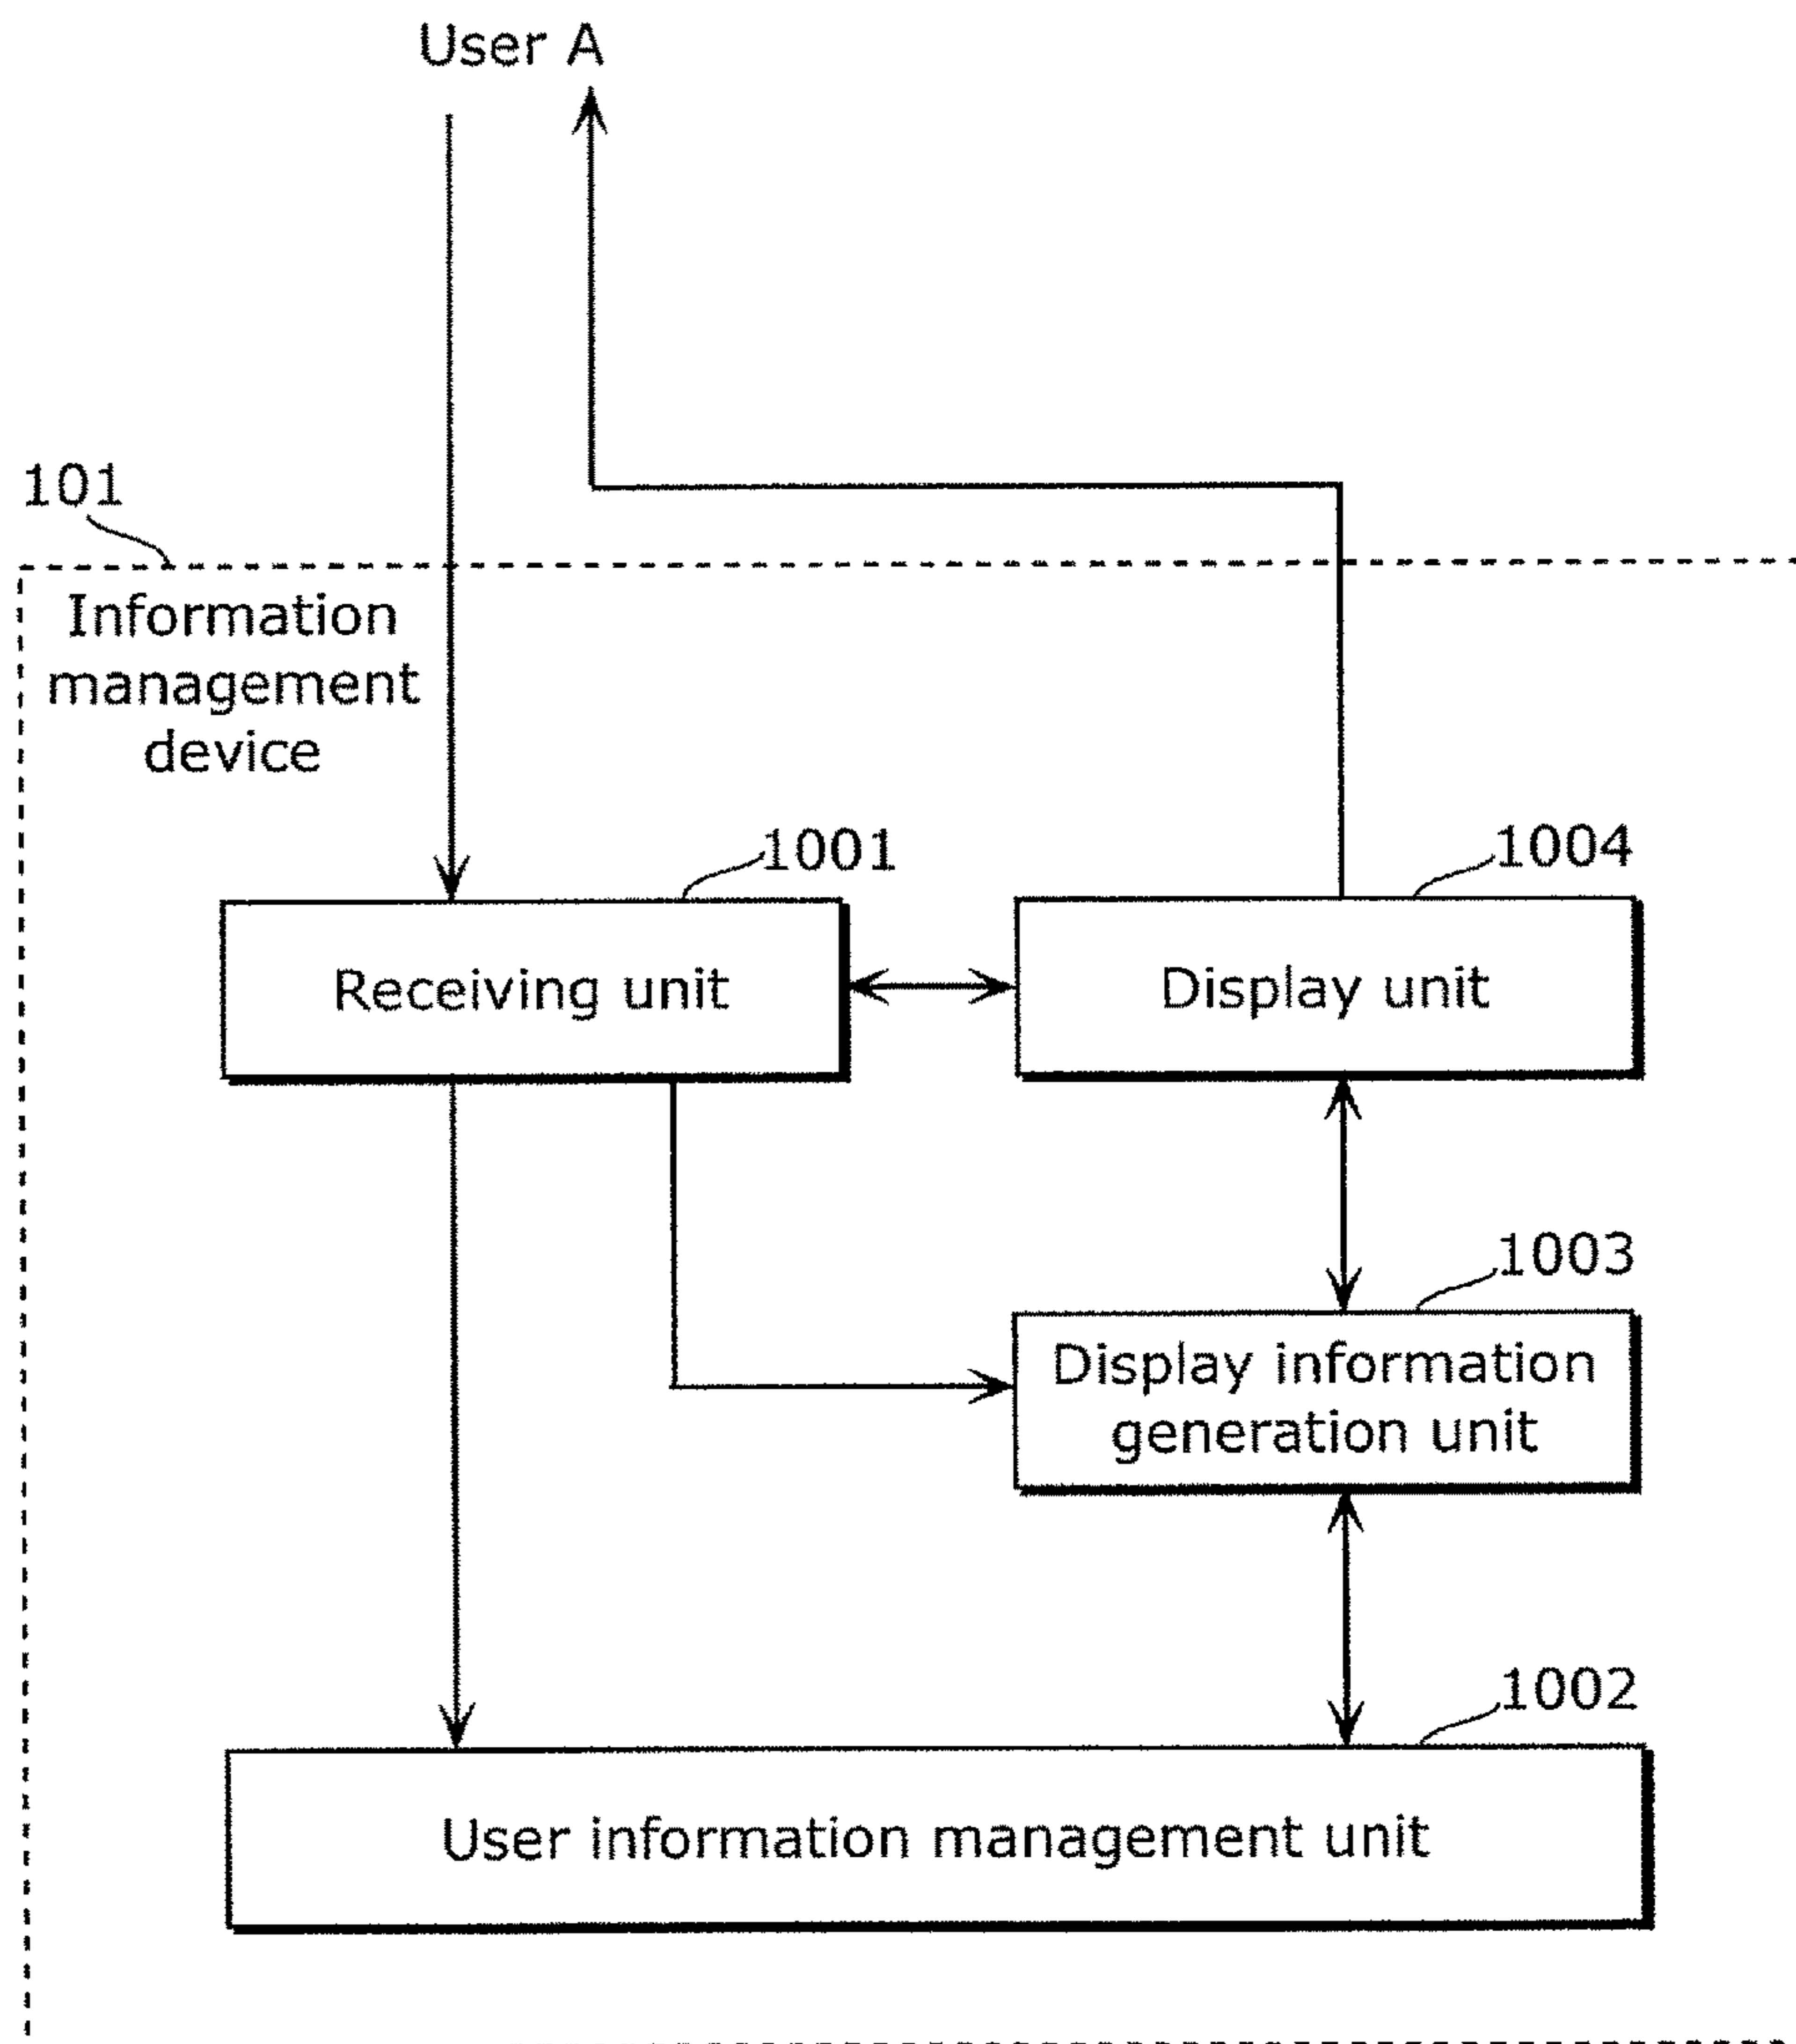 User A
101
Information
management
device
1001
1004
Receiving unit
Display unit
1003
Display information
generation unit
1002
User information management unit